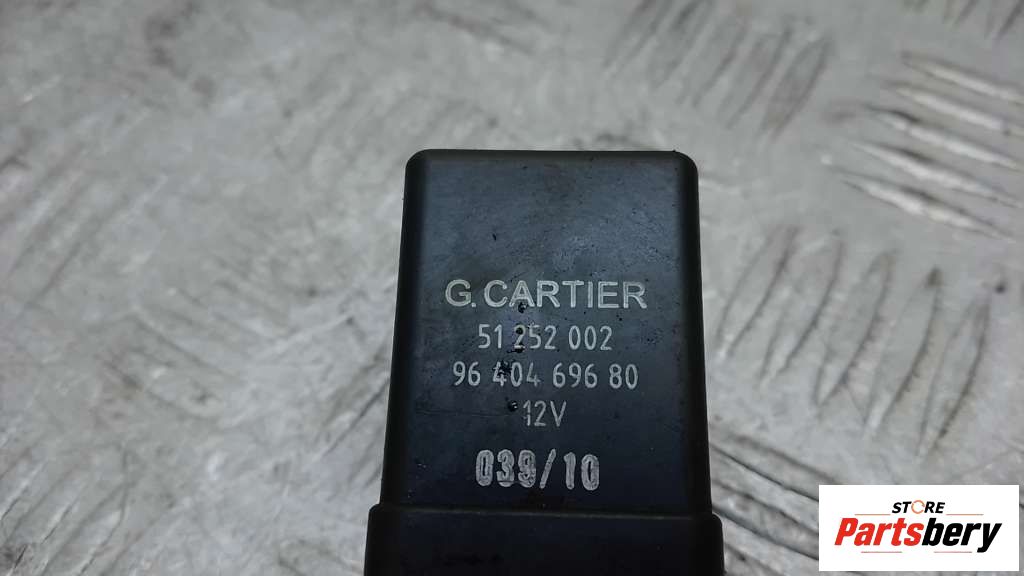 G. CARTIER
51 252 002
96 404 696 80
12V
039/10
STORE
Partsbery